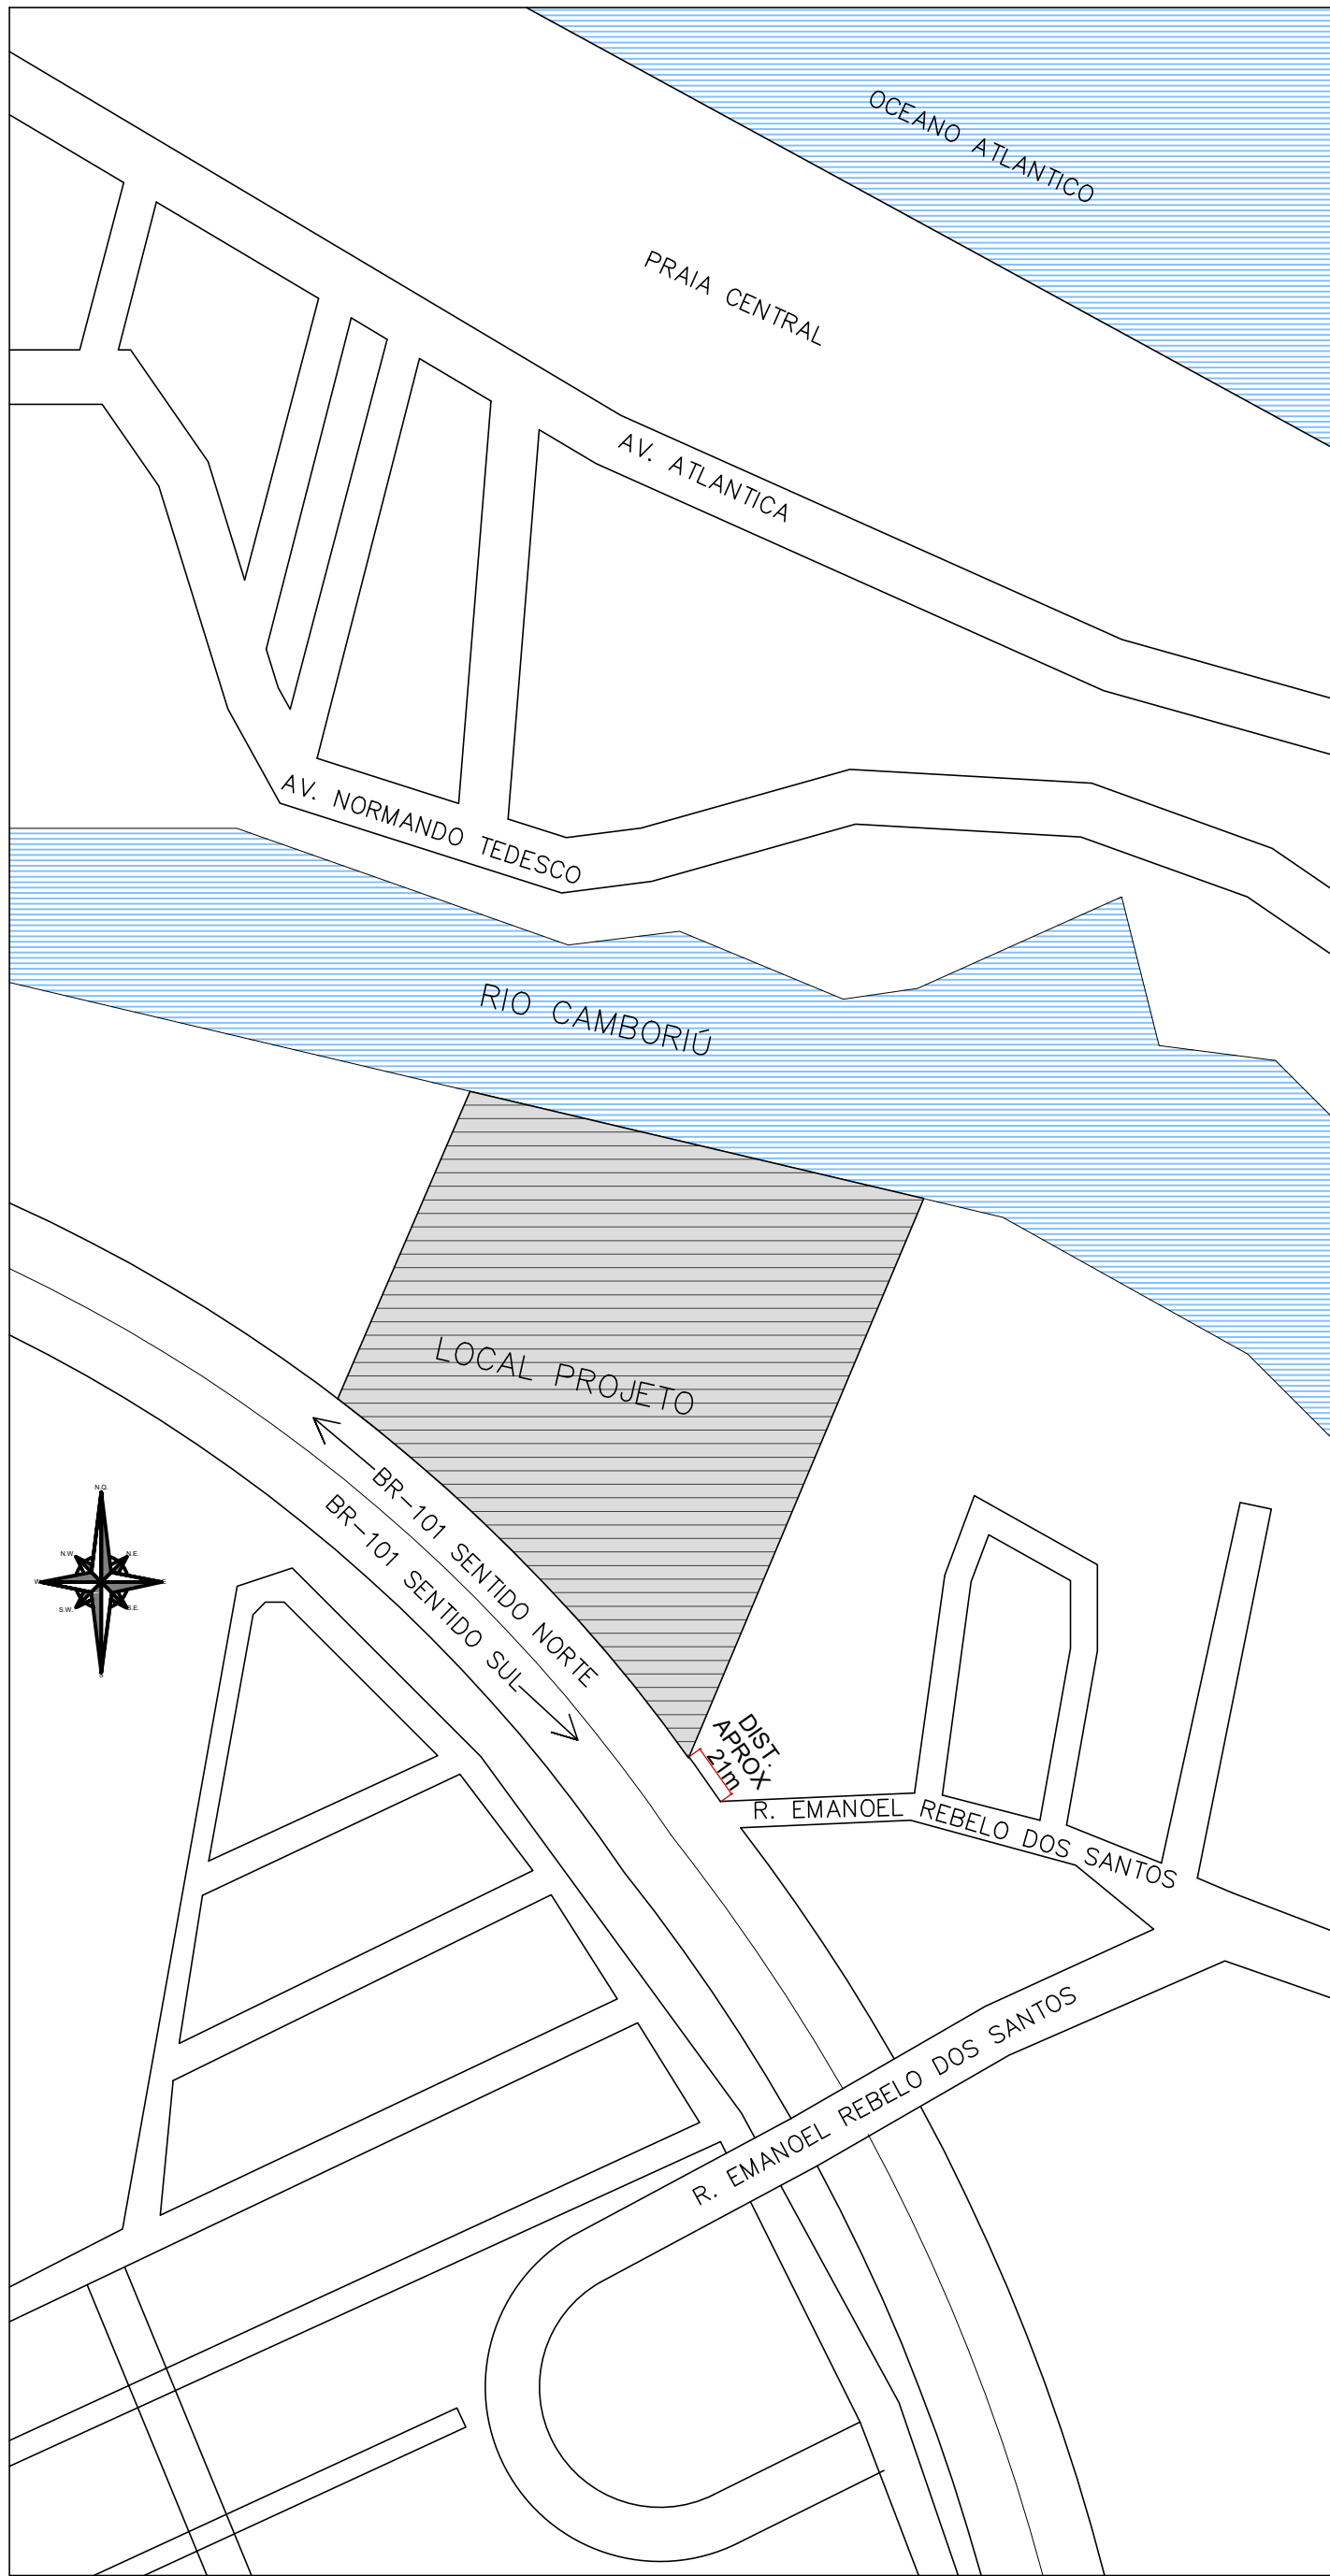 OCEANO ATLANTICO
PRAIA CENTRAL
AV. ATLANTICA
AV. NORMANDO TEDESCO
RIO CAMBORIÚ
LOCAL PROJETO
BR-101 SENTIDO NORTE
BR-101 SENTIDO SUL
N.O.
N.W
N.E.
W
E
S.W.
S.E.
S
DIST.
APROX
21m
R. EMANOEL REBELO DOS SANTOS
R. EMANOEL REBELO DOS SANTOS